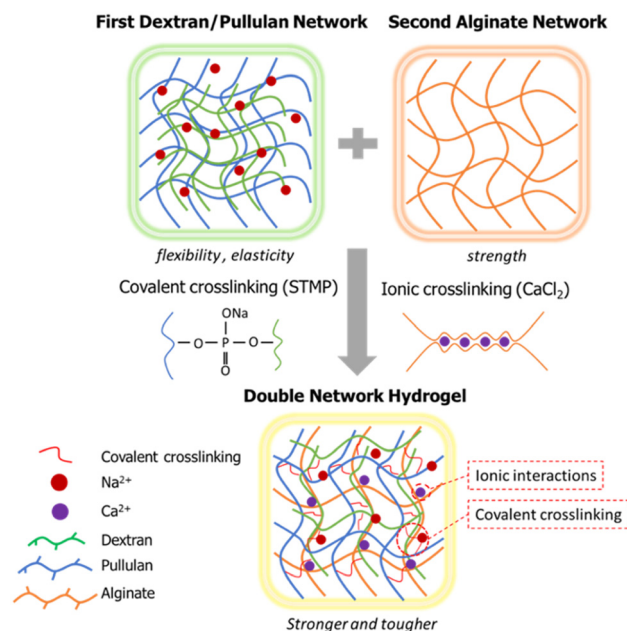 First Dextran/Pullulan Network
Second Alginate Network
flexibility, elasticity
strength
Covalent crosslinking (STMP)
Ionic crosslinking (CaCl₂)
ONa
O P O
O
Double Network Hydrogel
Covalent crosslinking
Na²⁺
Ca²⁺
Dextran
Pullulan
Alginate
Ionic interactions
Covalent crosslinking
Stronger and tougher